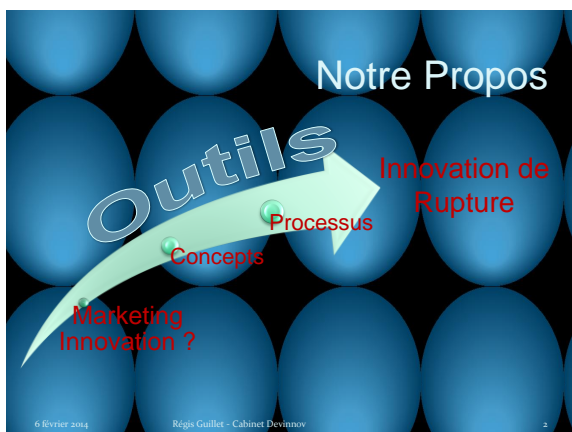 Notre Propos
Outils
Innovation de
Rupture
Processus
Concepts
Marketing
Innovation ?
6 février 2014
Régis Guillet - Cabinet Devinnov
2